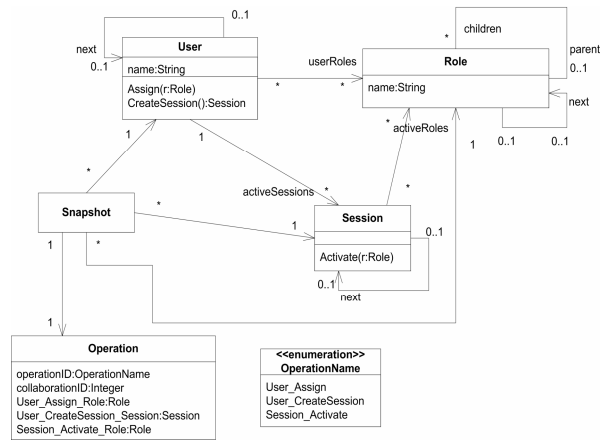 0..1
children
next
User
*
userRoles
Role
parent
0..1
0..1
name:String
name:String
Assign(r:Role)
CreateSession():Session
*
*
next
1
1
*
activeRoles
1
0..1
0..1
*
activeSessions
*
*
Snapshot
*
1
Session
0..1
1
*
Activate(r:Role)
0..1
next
1
Operation
operationID:OperationName
collaborationID:Integer
User_Assign_Role:Role
User_CreateSession_Session:Session
Session_Activate_Role:Role
<<enumeration>>
OperationName
User_Assign
User_CreateSession
Session_Activate